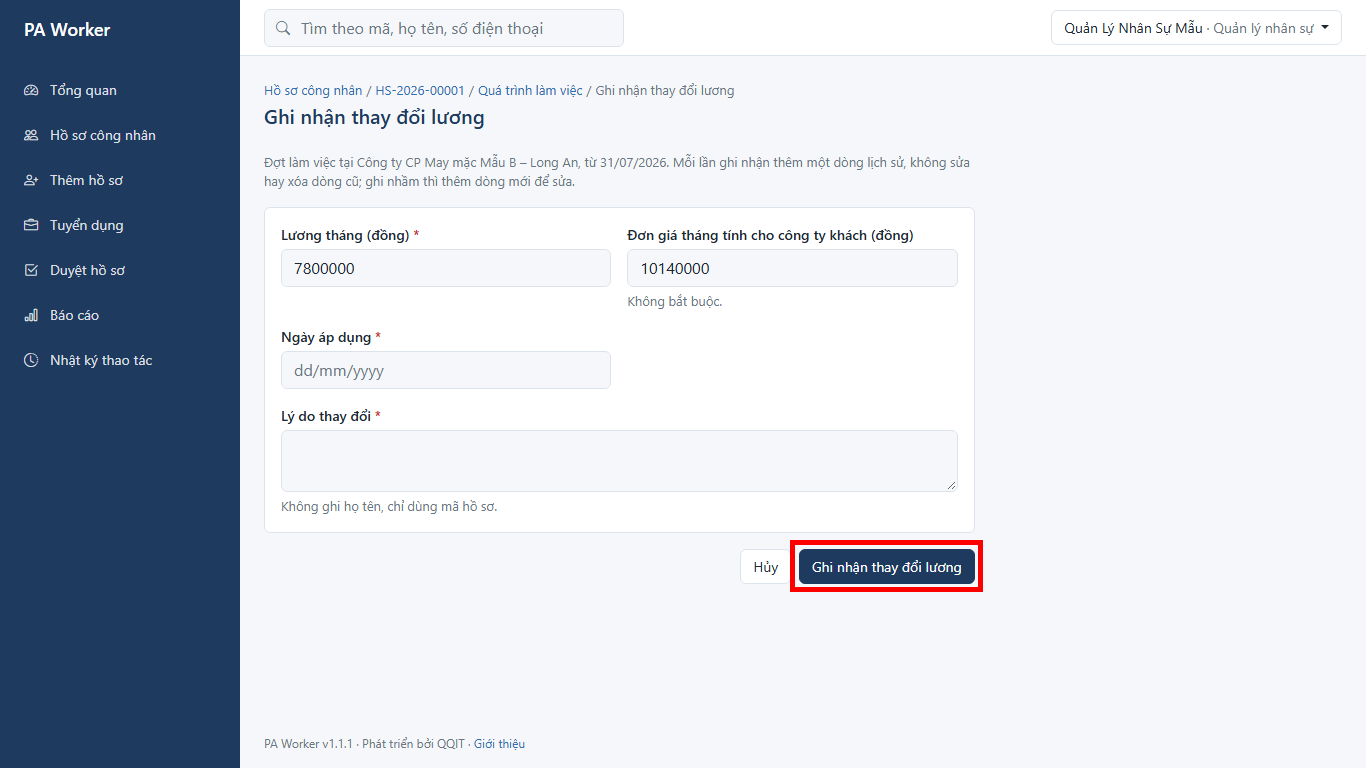 PA Worker
Tìm theo mã, họ tên, số điện thoại
Quản Lý Nhân Sự Mẫu · Quản lý nhân sự
Tổng quan
Hồ sơ công nhân
Thêm hồ sơ
Tuyển dụng
Duyệt hồ sơ
Báo cáo
Nhật ký thao tác
Hồ sơ công nhân / HS-2026-00001 / Quá trình làm việc / Ghi nhận thay đổi lương
Ghi nhận thay đổi lương
Đợt làm việc tại Công ty CP May mặc Mẫu B – Long An, từ 31/07/2026. Mỗi lần ghi nhận thêm một dòng lịch sử, không sửa
hay xóa dòng cũ; ghi nhầm thì thêm dòng mới để sửa.
Lương tháng (đồng) *
Đơn giá tháng tính cho công ty khách (đồng)
7800000
10140000
Không bắt buộc.
Ngày áp dụng *
dd/mm/yyyy
Lý do thay đổi *
Không ghi họ tên, chỉ dùng mã hồ sơ.
Hủy
Ghi nhận thay đổi lương
PA Worker v1.1.1 · Phát triển bởi QQIT · Giới thiệu